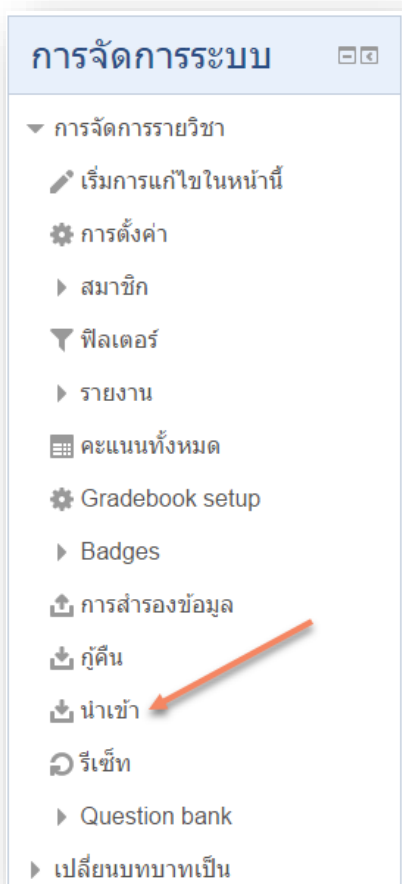 การจัดการระบบ
การจัดการรายวิชา
เริ่มการแก้ไขในหน้านี้
การตั้งค่า
สมาชิก
ฟิลเตอร์
รายงาน
คะแนนทั้งหมด
Gradebook setup
Badges
การสำรองข้อมูล
กู้คืน
นำเข้า
รีเซ็ท
Question bank
เปลี่ยนบทบาทเป็น